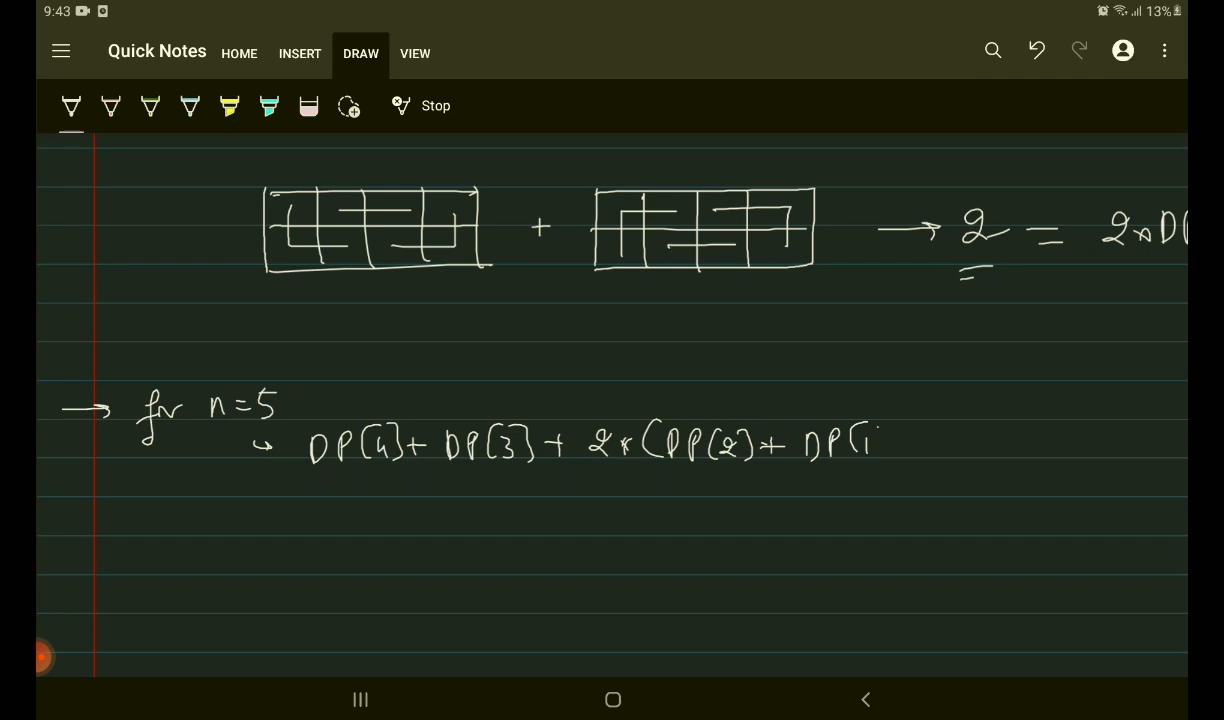 9:43 13%
Quick Notes HOME INSERT DRAW VIEW
Stop
+ → 2 = 2*D
→ for n=5
↳ DP[4] + DP[3] + 2*(DP[2] + DP[1